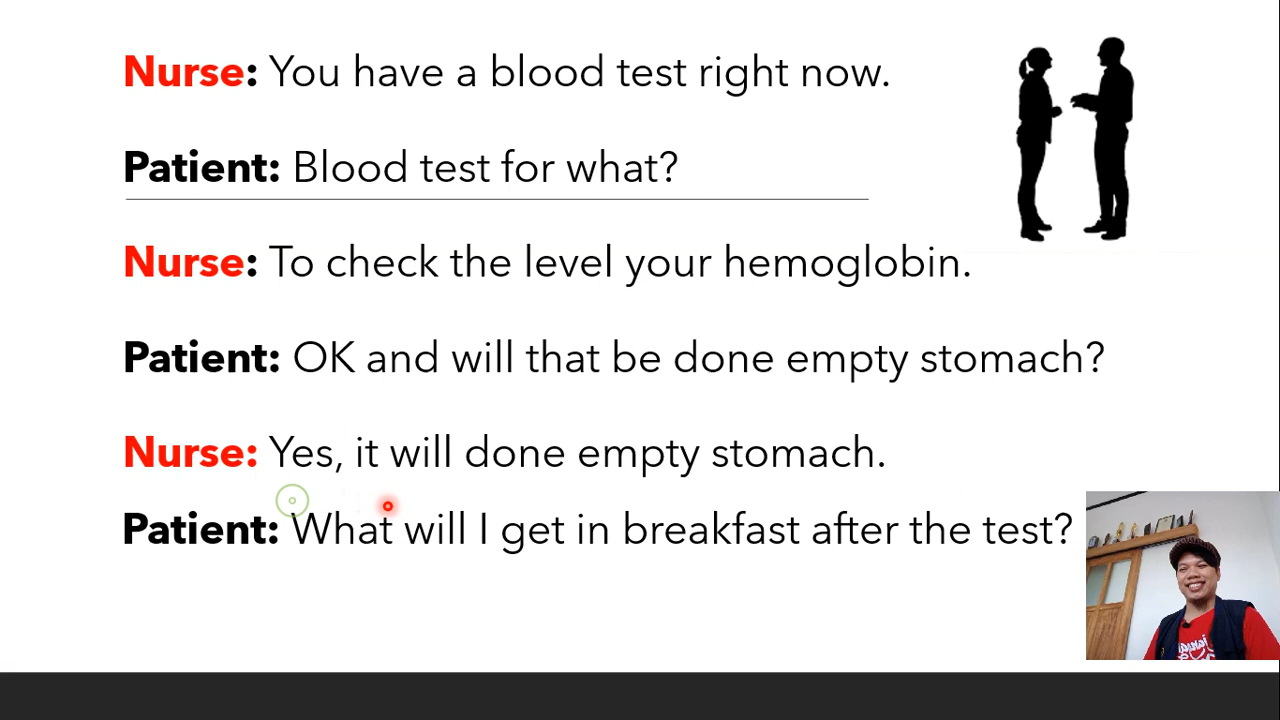 Nurse: You have a blood test right now.
Patient: Blood test for what?
Nurse: To check the level your hemoglobin.
Patient: OK and will that be done empty stomach?
Nurse: Yes, it will done empty stomach.
Patient: What will I get in breakfast after the test?